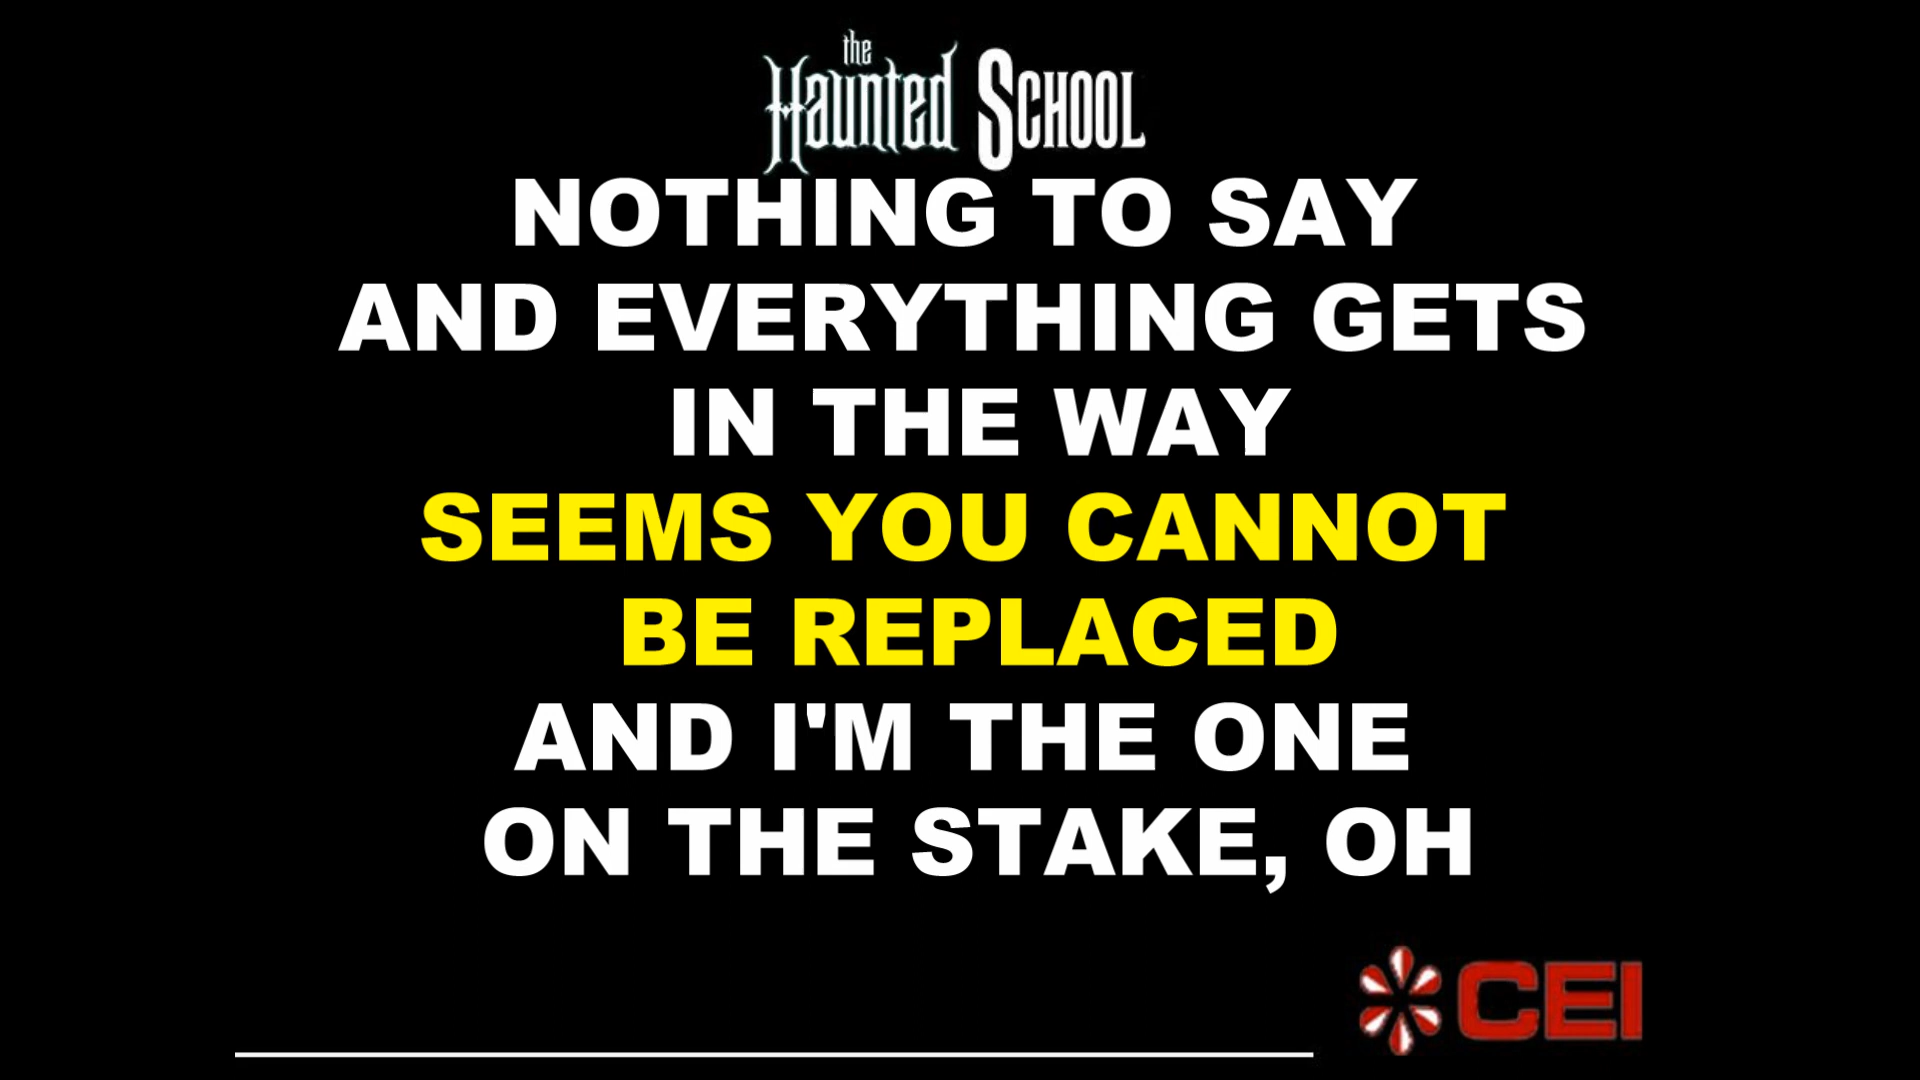 the Haunted SCHOOL
NOTHING TO SAY
AND EVERYTHING GETS
IN THE WAY
SEEMS YOU CANNOT
BE REPLACED
AND I'M THE ONE
ON THE STAKE, OH
CEI